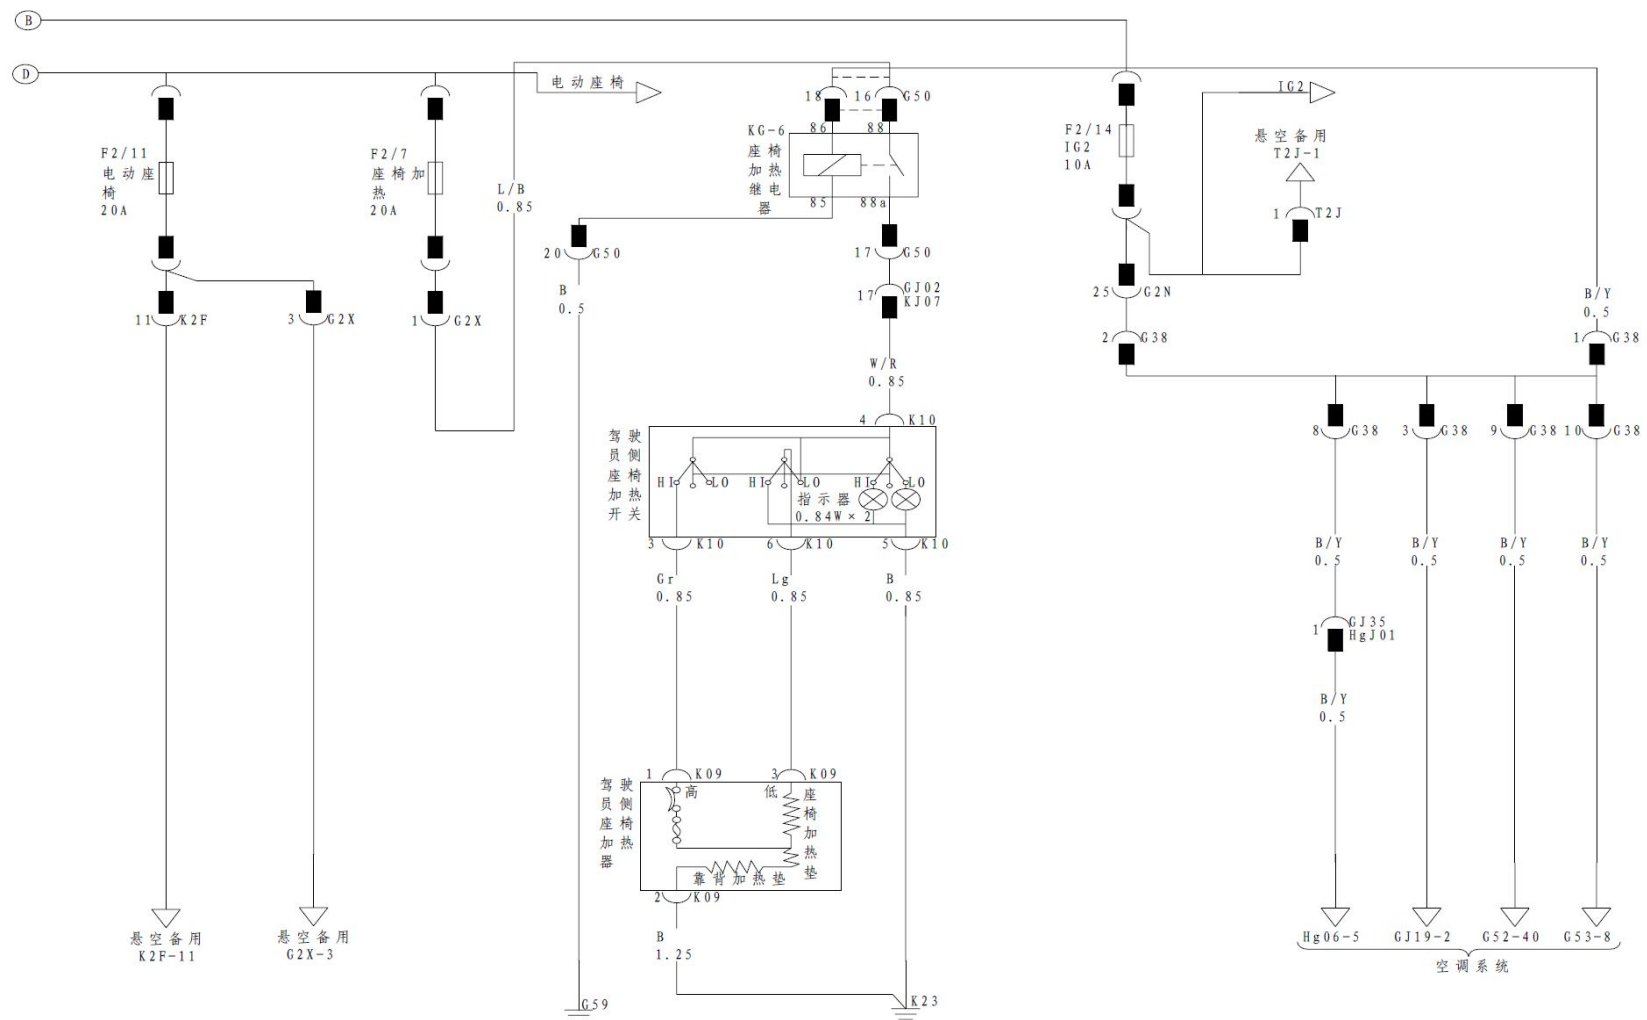 B
D
电动座椅
IG2
悬空备用
T2J-1
1 T2J
F2/11
电动座
椅
20A
F2/7
座椅加
热
20A
L/B
0.85
18 16 G50
KG-6 86 88
座椅
加热
继电
器
85 88a
F2/14
IG2
10A
20 G50
17 G50
B
0.5
17 GJ02
KJ07
25 G2N
2 G38
B/Y
0.5
1 G38
11 K2F
3 G2X
1 G2X
W/R
0.85
4 K10
驾驶
员侧
座椅
加热
开关
HI LO HI LO HI LO
指示器
0.84W×2
3 K10 6 K10 5 K10
8 G38 3 G38 9 G38 10 G38
Gr
0.85
Lg
0.85
B
0.85
B/Y
0.5
B/Y
0.5
B/Y
0.5
B/Y
0.5
1 GJ35
HgJ01
B/Y
0.5
1 K09 3 K09
驾驶
员侧
座椅
加热
器
高 低
座椅加热垫
靠背加热垫
2 K09
B
1.25
悬空备用
K2F-11
悬空备用
G2X-3
G59
K23
Hg06-5 GJ19-2 G52-40 G53-8
空调系统